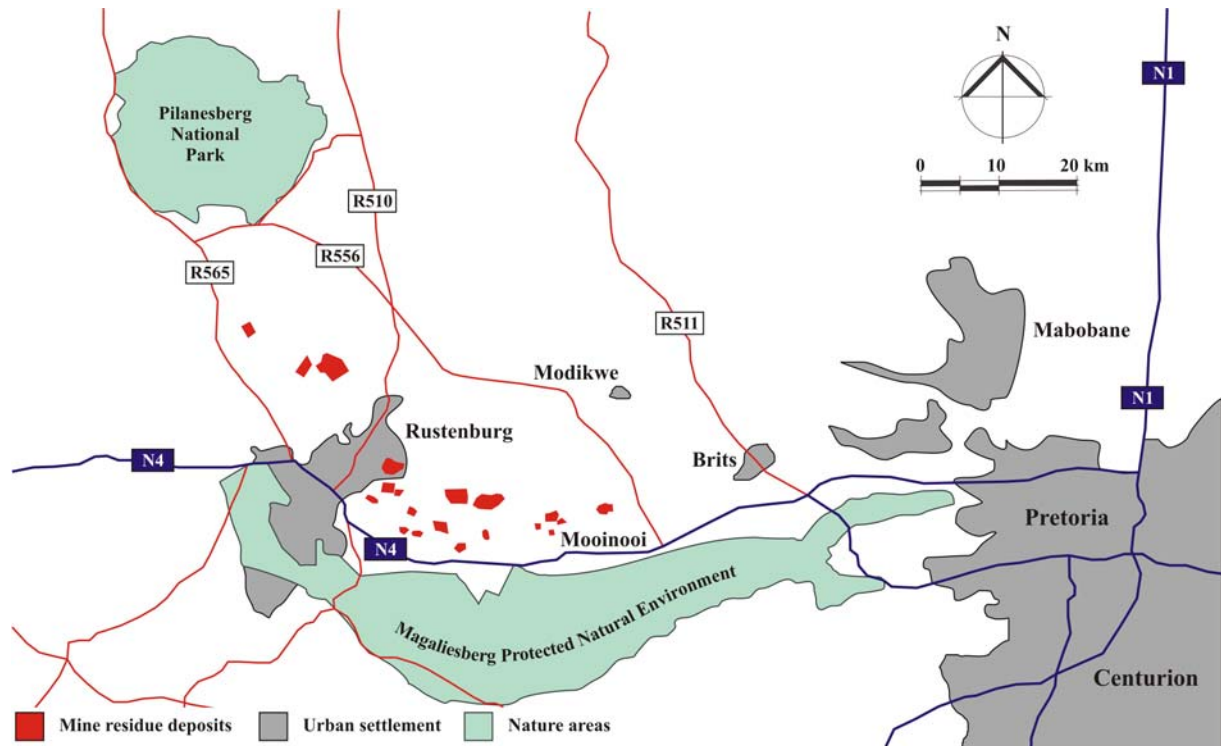 N
N1
Pilanesberg
National
Park
0 10 20 km
R510
R556
R565
R511
Mabobane
Modikwe
N1
Rustenburg
Brits
N4
Pretoria
Mooinooi
N4
Magaliesberg Protected Natural Environment
Centurion
Mine residue deposits
Urban settlement
Nature areas